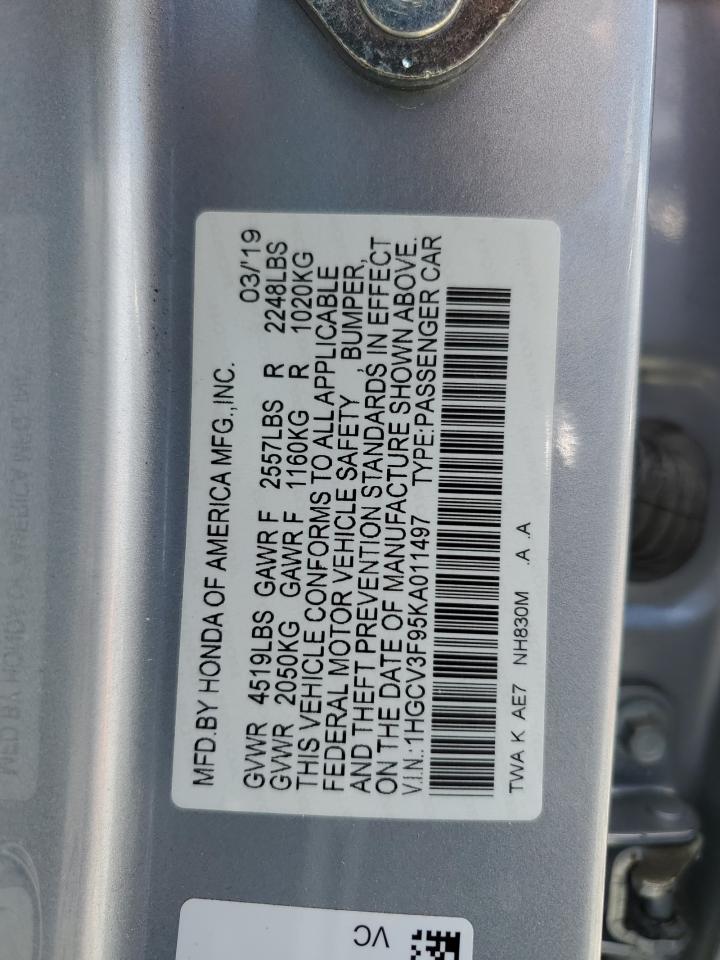 MFD.BY HONDA OF AMERICA MFG.,INC. 03/'19
GVWR 4519LBS GAWR F 2557LBS R 2248LBS
GVWR 2050KG GAWR F 1160KG R 1020KG
THIS VEHICLE CONFORMS TO ALL APPLICABLE
FEDERAL MOTOR VEHICLE SAFETY , BUMPER,
AND THEFT PREVENTION STANDARDS, IN EFFECT
ON THE DATE OF MANUFACTURE SHOWN ABOVE.
V.I.N.:1HGCV3F95KA011497 TYPE:PASSENGER CAR
TWA K AE7 NH830M .A .A
VC